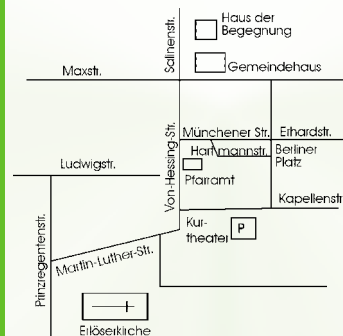 Haus der
Begegnung
Salinenstr.
Maxstr.
Gemeindehaus
Von-Hessing-Str.
Münchener Str.
Erhardstr.
Hartmannstr.
Berliner
Platz
Ludwigstr.
Pfarramt
Kapellenstr
Prinzregentenstr.
Kur-
theater
P
Martin-Luther-Str.
Erlöserkirche